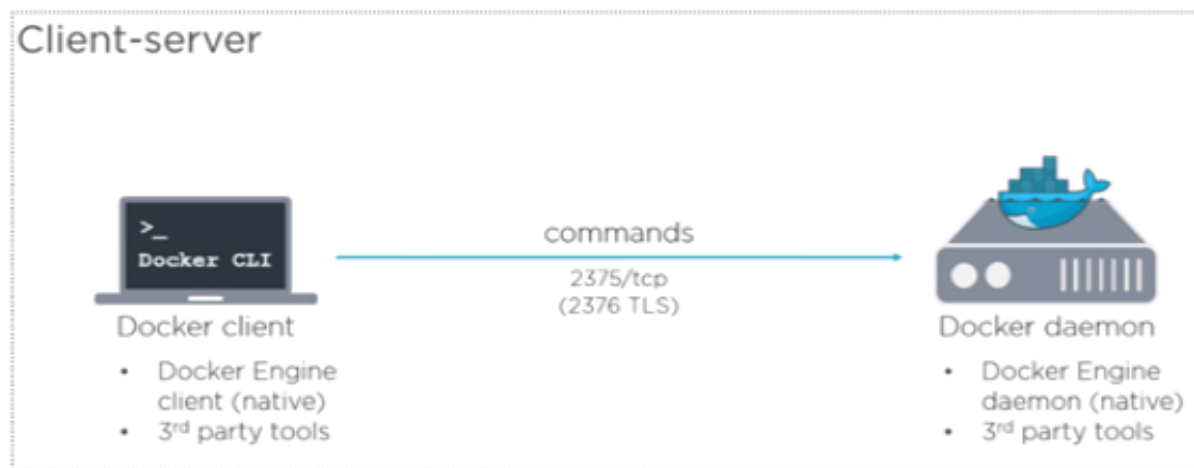 Client-server
>_
Docker CLI
commands
2375/tcp
(2376 TLS)
Docker client
• Docker Engine
client (native)
• 3rd party tools
Docker daemon
• Docker Engine
daemon (native)
• 3rd party tools